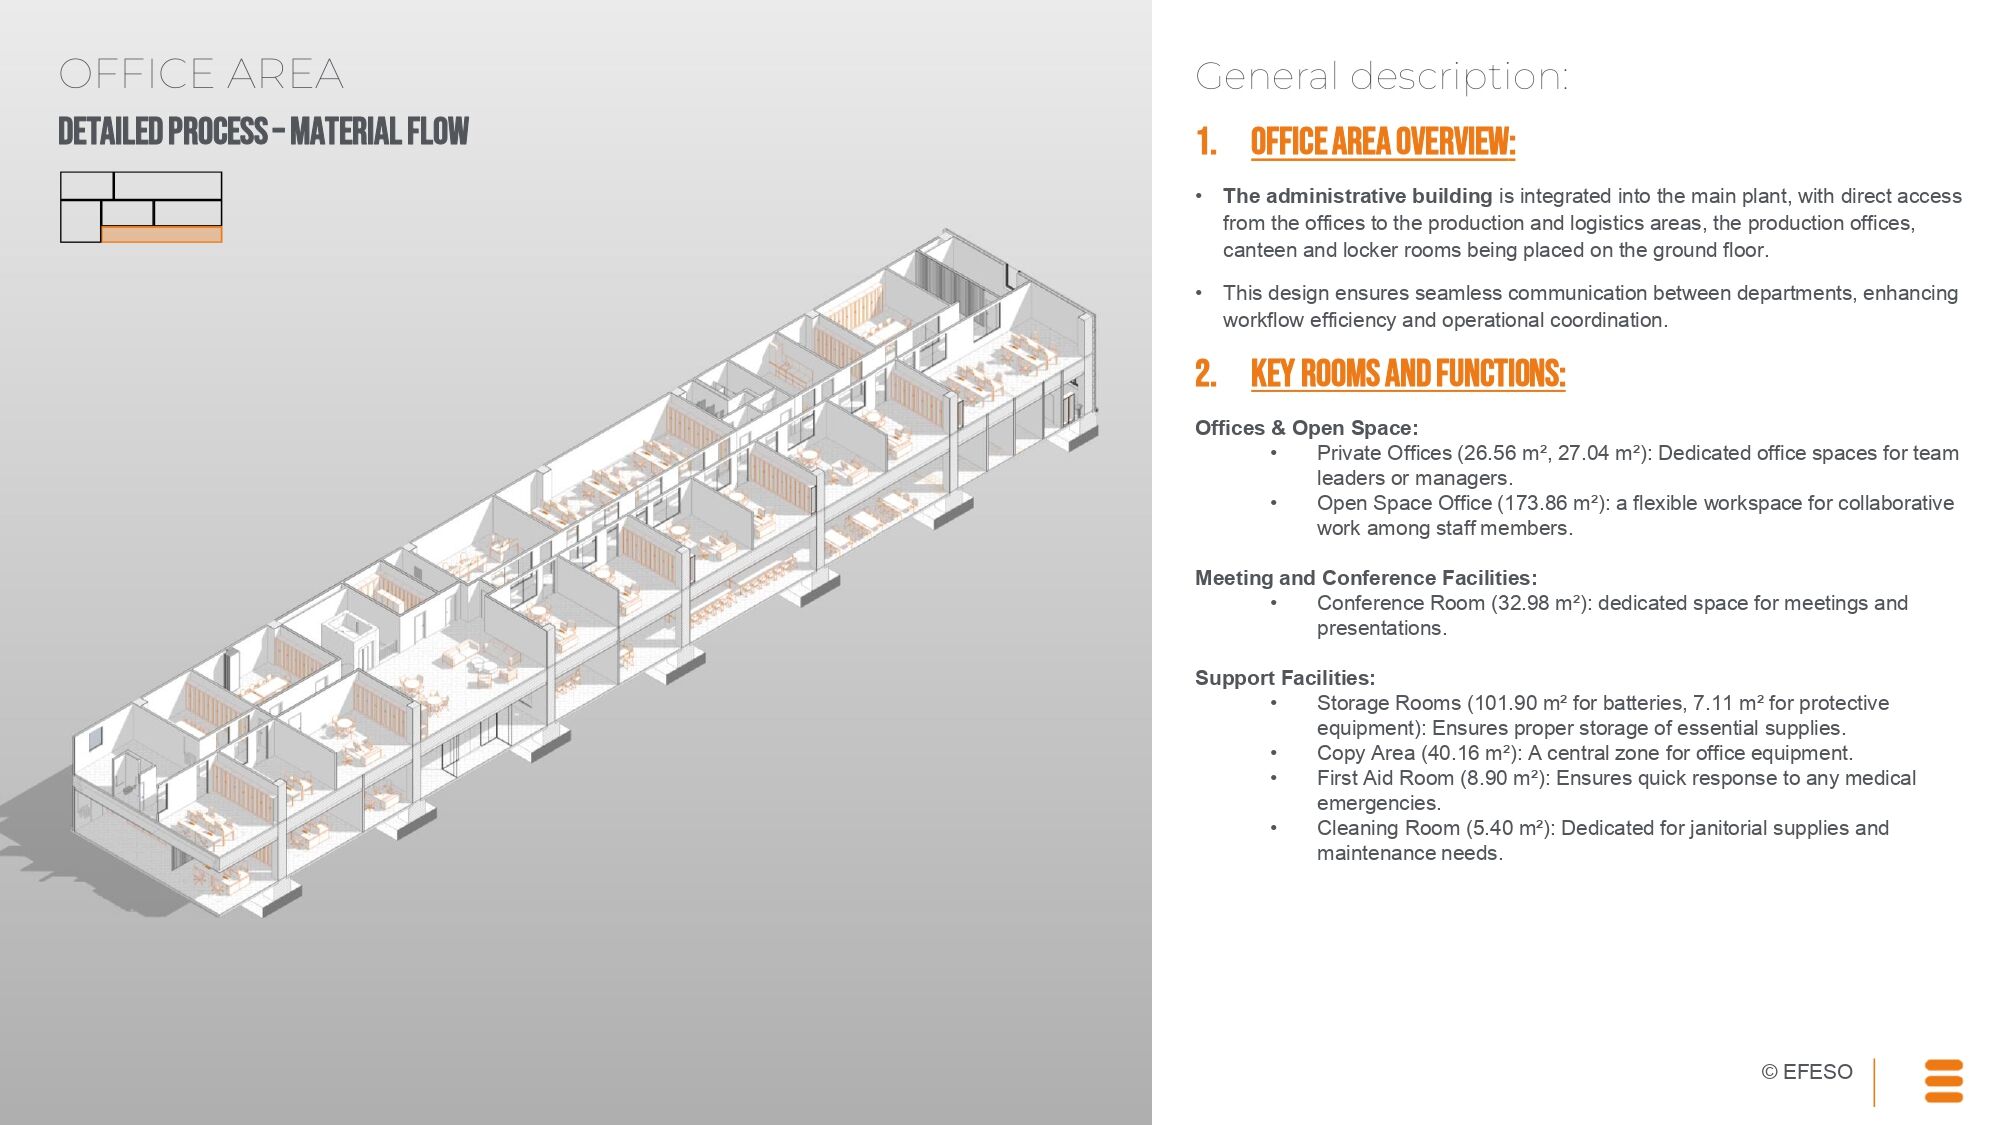 OFFICE AREA
DETAILED PROCESS – MATERIAL FLOW
General description:
1. OFFICE AREA OVERVIEW:
• The administrative building is integrated into the main plant, with direct access
from the offices to the production and logistics areas, the production offices,
canteen and locker rooms being placed on the ground floor.
• This design ensures seamless communication between departments, enhancing
workflow efficiency and operational coordination.
2. KEY ROOMS AND FUNCTIONS:
Offices & Open Space:
• Private Offices (26.56 m², 27.04 m²): Dedicated office spaces for team
leaders or managers.
• Open Space Office (173.86 m²): a flexible workspace for collaborative
work among staff members.
Meeting and Conference Facilities:
• Conference Room (32.98 m²): dedicated space for meetings and
presentations.
Support Facilities:
• Storage Rooms (101.90 m² for batteries, 7.11 m² for protective
equipment): Ensures proper storage of essential supplies.
• Copy Area (40.16 m²): A central zone for office equipment.
• First Aid Room (8.90 m²): Ensures quick response to any medical
emergencies.
• Cleaning Room (5.40 m²): Dedicated for janitorial supplies and
maintenance needs.
© EFESO